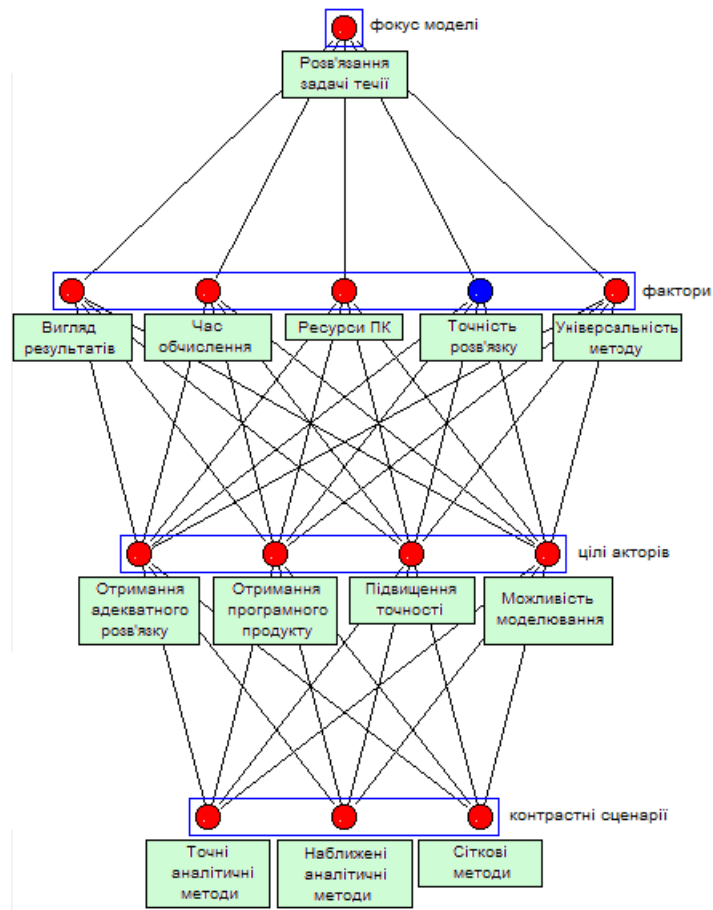 фокус моделі
Розв'язання
задачі течії
фактори
Вигляд
результатів
Час
обчислення
Ресурси ПК
Точність
розв'язку
Універсальність
методу
цілі акторів
Отримання
адекватного
розв'язку
Отримання
програмного
продукту
Підвищення
точності
Можливість
моделювання
контрастні сценарії
Точні
аналітичні
методи
Наближені
аналітичні
методи
Сіткові
методи